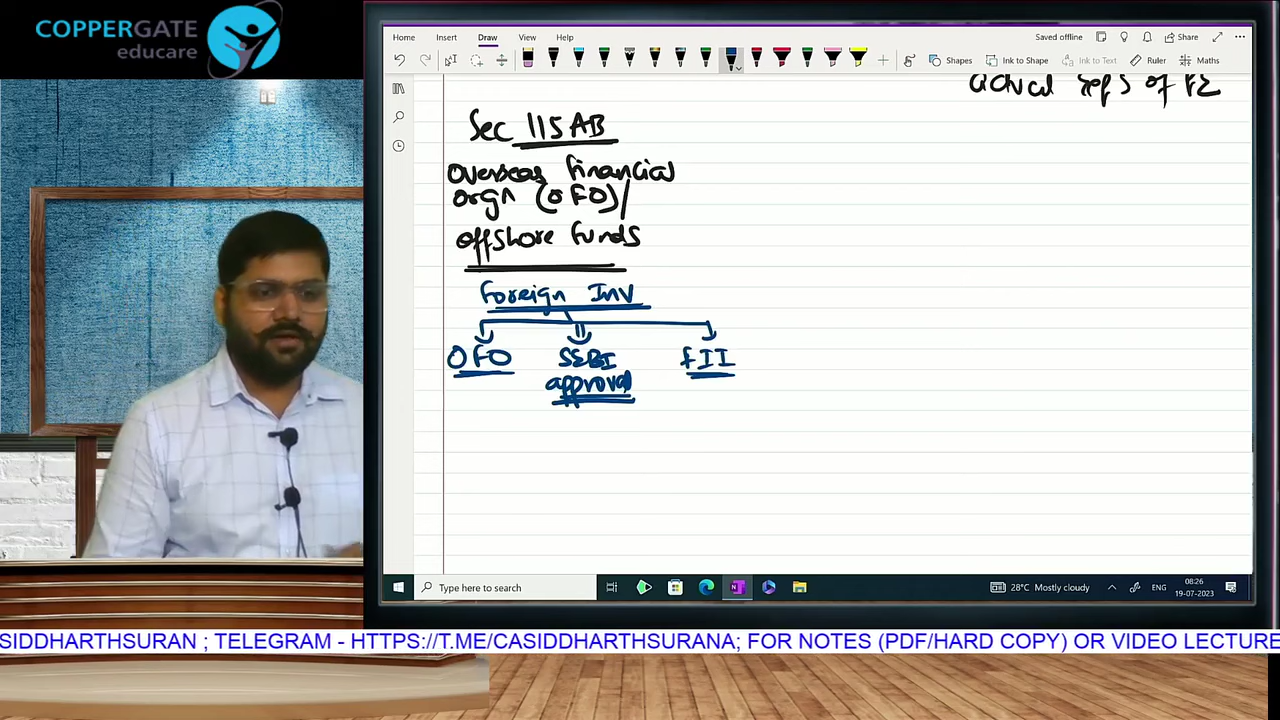 COPPERGATE
educare
Home Insert Draw View Help
Saved offline
Share
Shapes
Ink to Shape
Ink to Text
Ruler
Maths
Sec 115AB
overseas financial
orgn (OFO)/
offshore funds
Foreign Inv
OFO SEBI FII
approval
Type here to search
28°C Mostly cloudy
ENG
08:26
19-07-2023
SIDDHARTHSURAN ; TELEGRAM - HTTPS://T.ME/CASIDDHARTHSURANA; FOR NOTES (PDF/HARD COPY) OR VIDEO LECTURE